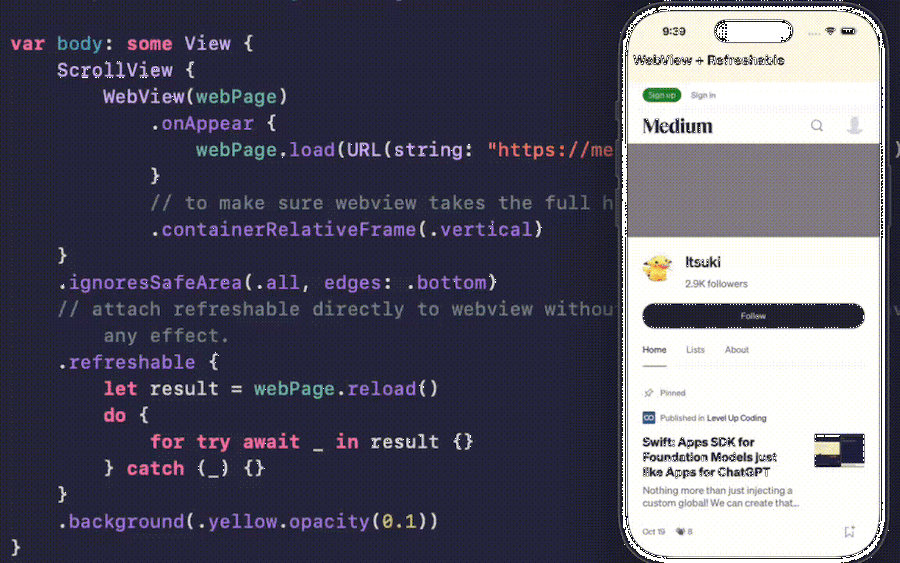 var body: some View {
ScrollView {
WebView(webPage)
.onAppear {
webPage.load(URL(string: "https://me
)
}
// to make sure webview takes the full h
.containerRelativeFrame(.vertical)
}
.ignoresSafeArea(.all, edges: .bottom)
// attach refreshable directly to webview withou
any effect.
.refreshable {
let result = webPage.reload()
do {
for try await _ in result {}
} catch (_) {}
}
.background(.yellow.opacity(0.1))
}
9:39
WebView + Refreshable
Sign up Sign in
Medium
Itsuki
2.9K followers
Follow
Home Lists About
Pinned
Published in Level Up Coding
Swift: Apps SDK for
Foundation Models just
like Apps for ChatGPT
Nothing more than just injecting a
custom global! We can create that...
Oct 19 8